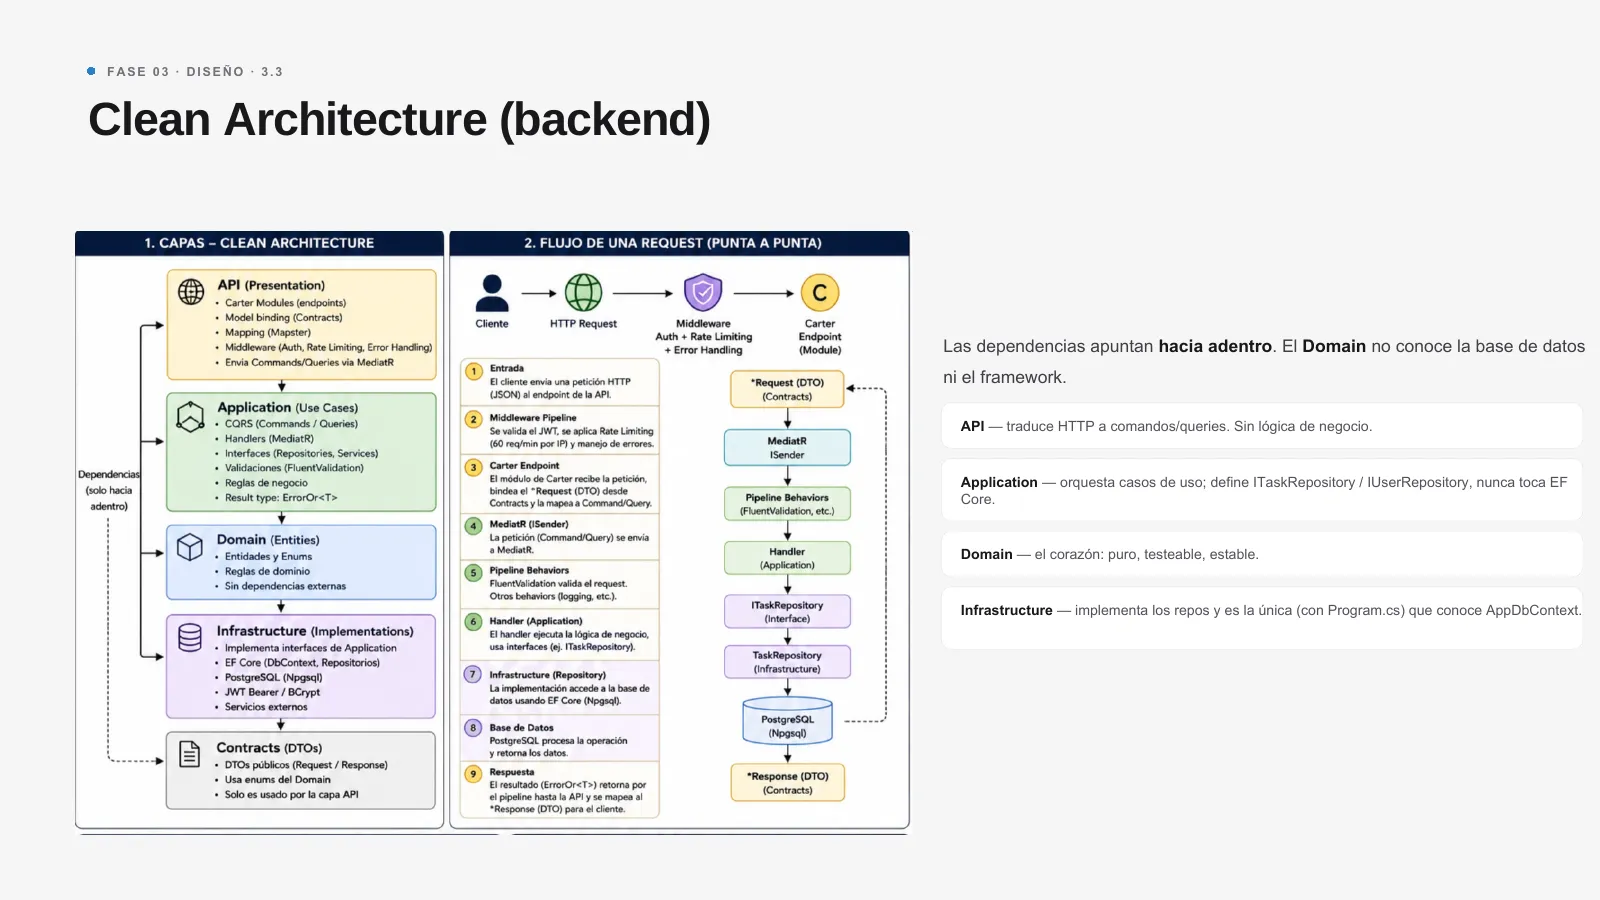 FASE 03 · DISEÑO · 3.3
Clean Architecture (backend)
1. CAPAS – CLEAN ARCHITECTURE
API (Presentation)
• Carter Modules (endpoints)
• Model binding (Contracts)
• Mapping (Mapster)
• Middleware (Auth, Rate Limiting, Error Handling)
• Envia Commands/Queries via MediatR
Application (Use Cases)
• CQRS (Commands / Queries)
• Handlers (MediatR)
• Interfaces (Repositories, Services)
• Validaciones (FluentValidation)
• Reglas de negocio
• Result type: ErrorOr<T>
Dependencias
(solo hacia
adentro)
Domain (Entities)
• Entidades y Enums
• Reglas de dominio
• Sin dependencias externas
Infrastructure (Implementations)
• Implementa interfaces de Application
• EF Core (DbContext, Repositorios)
• PostgreSQL (Npgsql)
• JWT Bearer / BCrypt
• Servicios externos
Contracts (DTOs)
• DTOs públicos (Request / Response)
• Usa enums del Domain
• Solo es usado por la capa API
2. FLUJO DE UNA REQUEST (PUNTA A PUNTA)
Cliente
HTTP Request
Middleware
Auth + Rate Limiting
+ Error Handling
C
Carter
Endpoint
(Module)
1 Entrada
El cliente envía una petición HTTP
(JSON) al endpoint de la API.
2 Middleware Pipeline
Se valida el JWT, se aplica Rate Limiting
(60 req/min por IP) y manejo de errores.
3 Carter Endpoint
El módulo de Carter recibe la petición,
bindea el *Request (DTO) desde
Contracts y la mapea a Command/Query.
4 MediatR (ISender)
La petición (Command/Query) se envía
a MediatR.
5 Pipeline Behaviors
FluentValidation valida el request.
Otros behaviors (logging, etc.).
6 Handler (Application)
El handler ejecuta la lógica de negocio,
usa interfaces (ej. ITaskRepository).
7 Infrastructure (Repository)
La implementación accede a la base de
datos usando EF Core (Npgsql).
8 Base de Datos
PostgreSQL procesa la operación
y retorna los datos.
9 Respuesta
El resultado (ErrorOr<T>) retorna por
el pipeline hasta la API y se mapea al
*Response (DTO) para el cliente.
*Request (DTO)
(Contracts)
MediatR
ISender
Pipeline Behaviors
(FluentValidation, etc.)
Handler
(Application)
ITaskRepository
(Interface)
TaskRepository
(Infrastructure)
PostgreSQL
(Npgsql)
*Response (DTO)
(Contracts)
Las dependencias apuntan hacia adentro. El Domain no conoce la base de datos
ni el framework.
API — traduce HTTP a comandos/queries. Sin lógica de negocio.
Application — orquesta casos de uso; define ITaskRepository / IUserRepository, nunca toca EF
Core.
Domain — el corazón: puro, testeable, estable.
Infrastructure — implementa los repos y es la única (con Program.cs) que conoce AppDbContext.